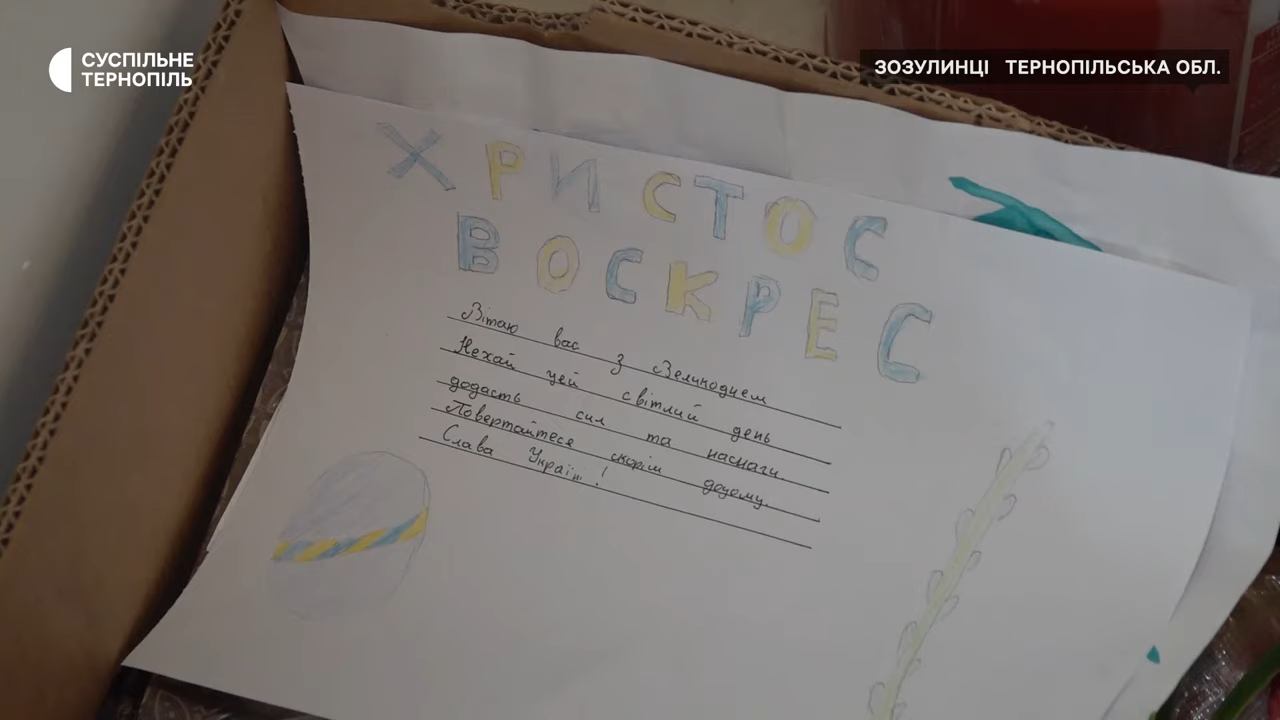 СУСПІЛЬНЕ
ТЕРНОПІЛЬ
ЗОЗУЛИНЦІ ТЕРНОПІЛЬСЬКА ОБЛ.
ХРИСТОС
ВОСКРЕС
Вітаю вас з Великоднем
Нехай цей світлий день
додасть сил та наснаги.
Повертайтесе скоріш додому.
Слава Україні!